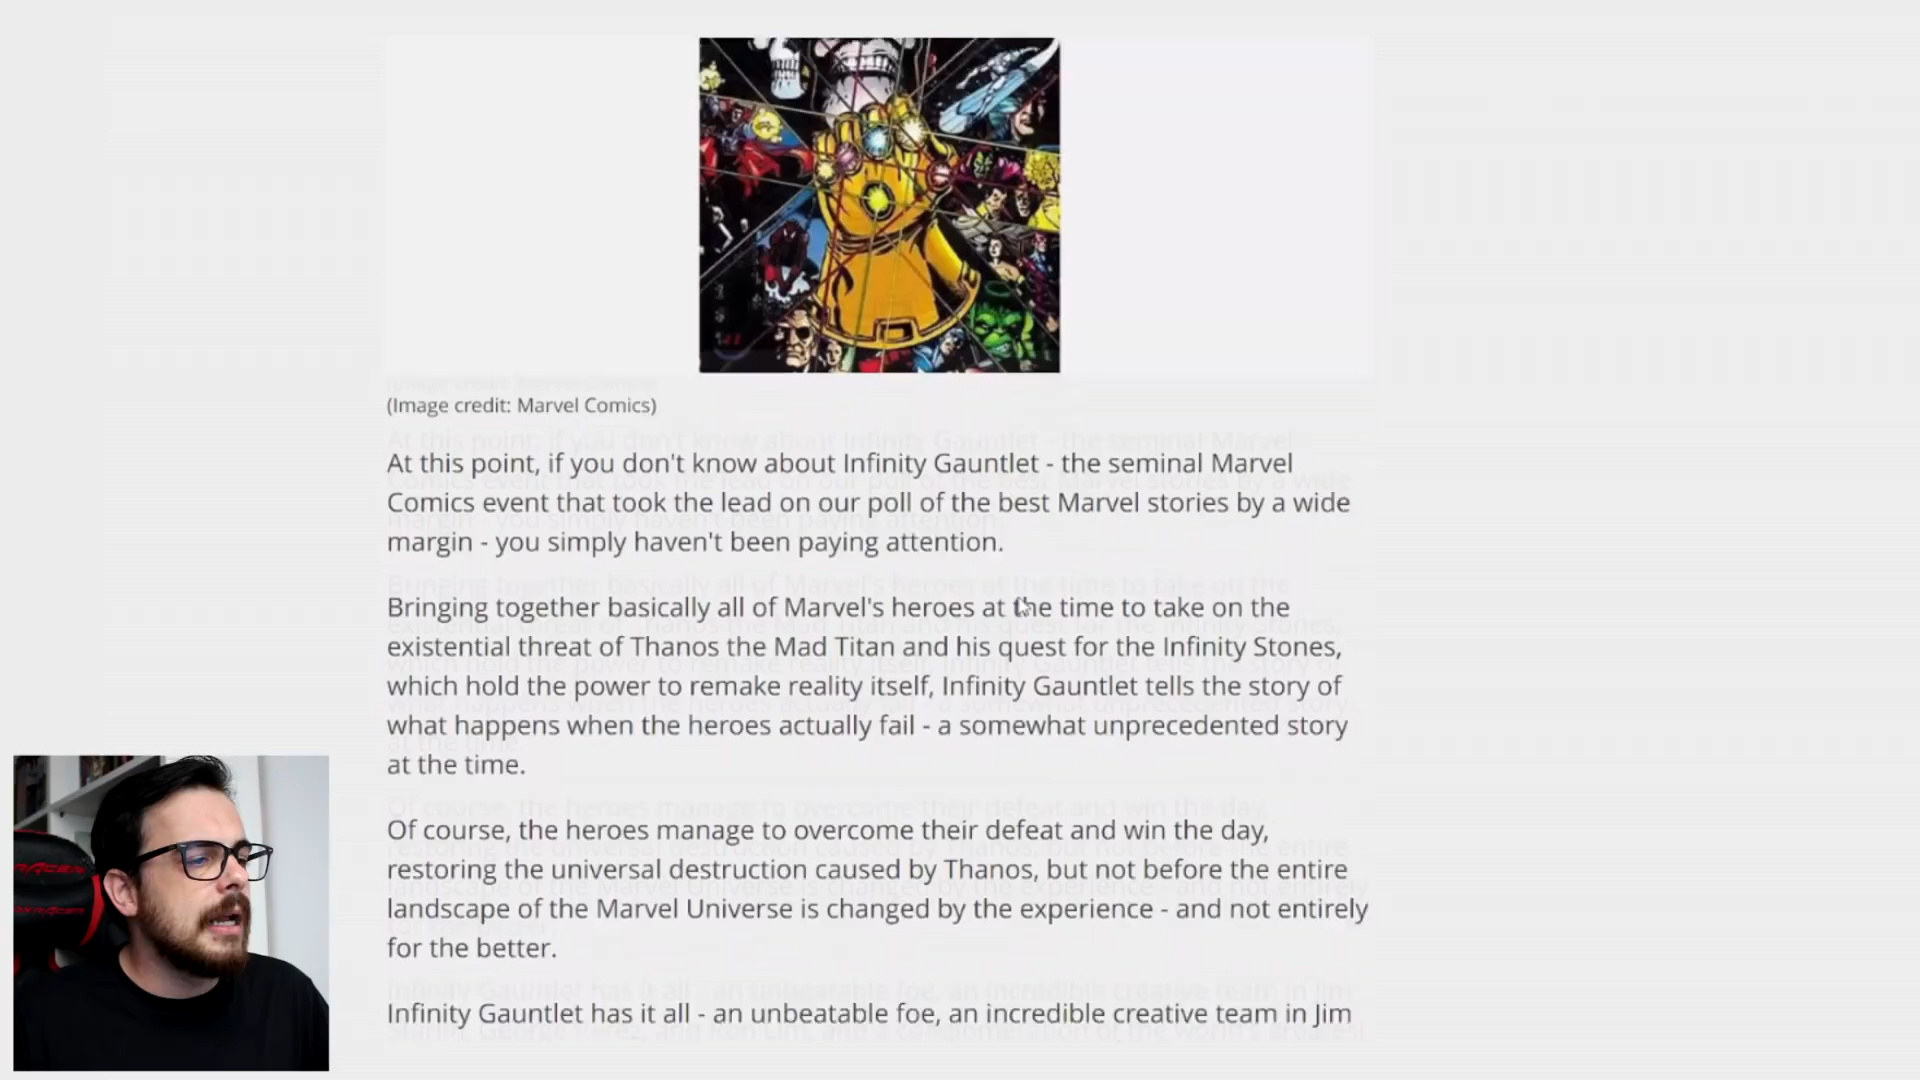 (Image credit: Marvel Comics)
At this point, if you don't know about Infinity Gauntlet - the seminal Marvel
Comics event that took the lead on our poll of the best Marvel stories by a wide
margin - you simply haven't been paying attention.
Bringing together basically all of Marvel's heroes at the time to take on the
existential threat of Thanos the Mad Titan and his quest for the Infinity Stones,
which hold the power to remake reality itself, Infinity Gauntlet tells the story of
what happens when the heroes actually fail - a somewhat unprecedented story
at the time.
Of course, the heroes manage to overcome their defeat and win the day,
restoring the universal destruction caused by Thanos, but not before the entire
landscape of the Marvel Universe is changed by the experience - and not entirely
for the better.
Infinity Gauntlet has it all - an unbeatable foe, an incredible creative team in Jim